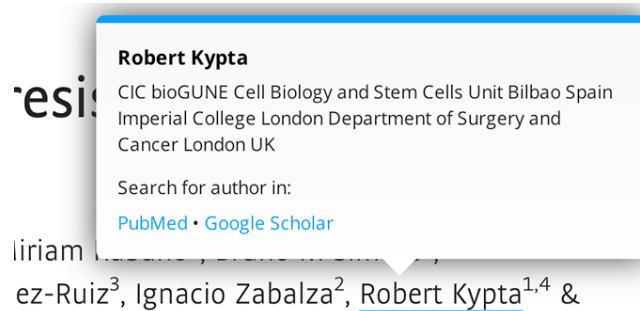 Robert Kypta
CIC bioGUNE Cell Biology and Stem Cells Unit Bilbao Spain
Imperial College London Department of Surgery and
Cancer London UK
Search for author in:
PubMed • Google Scholar
ez-Ruiz³, Ignacio Zabalza², Robert Kypta¹,⁴ &